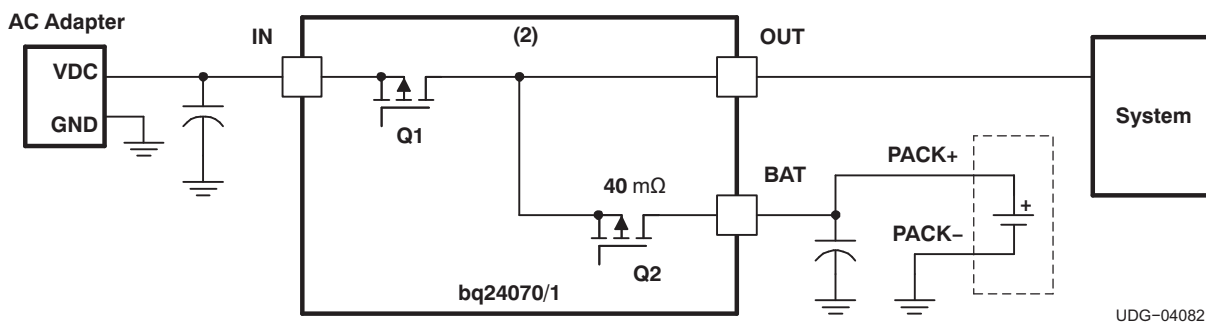 AC Adapter
VDC
GND
IN
(2)
OUT
Q1
System
PACK+
BAT
40 mΩ
+
PACK−
Q2
bq24070/1
UDG−04082